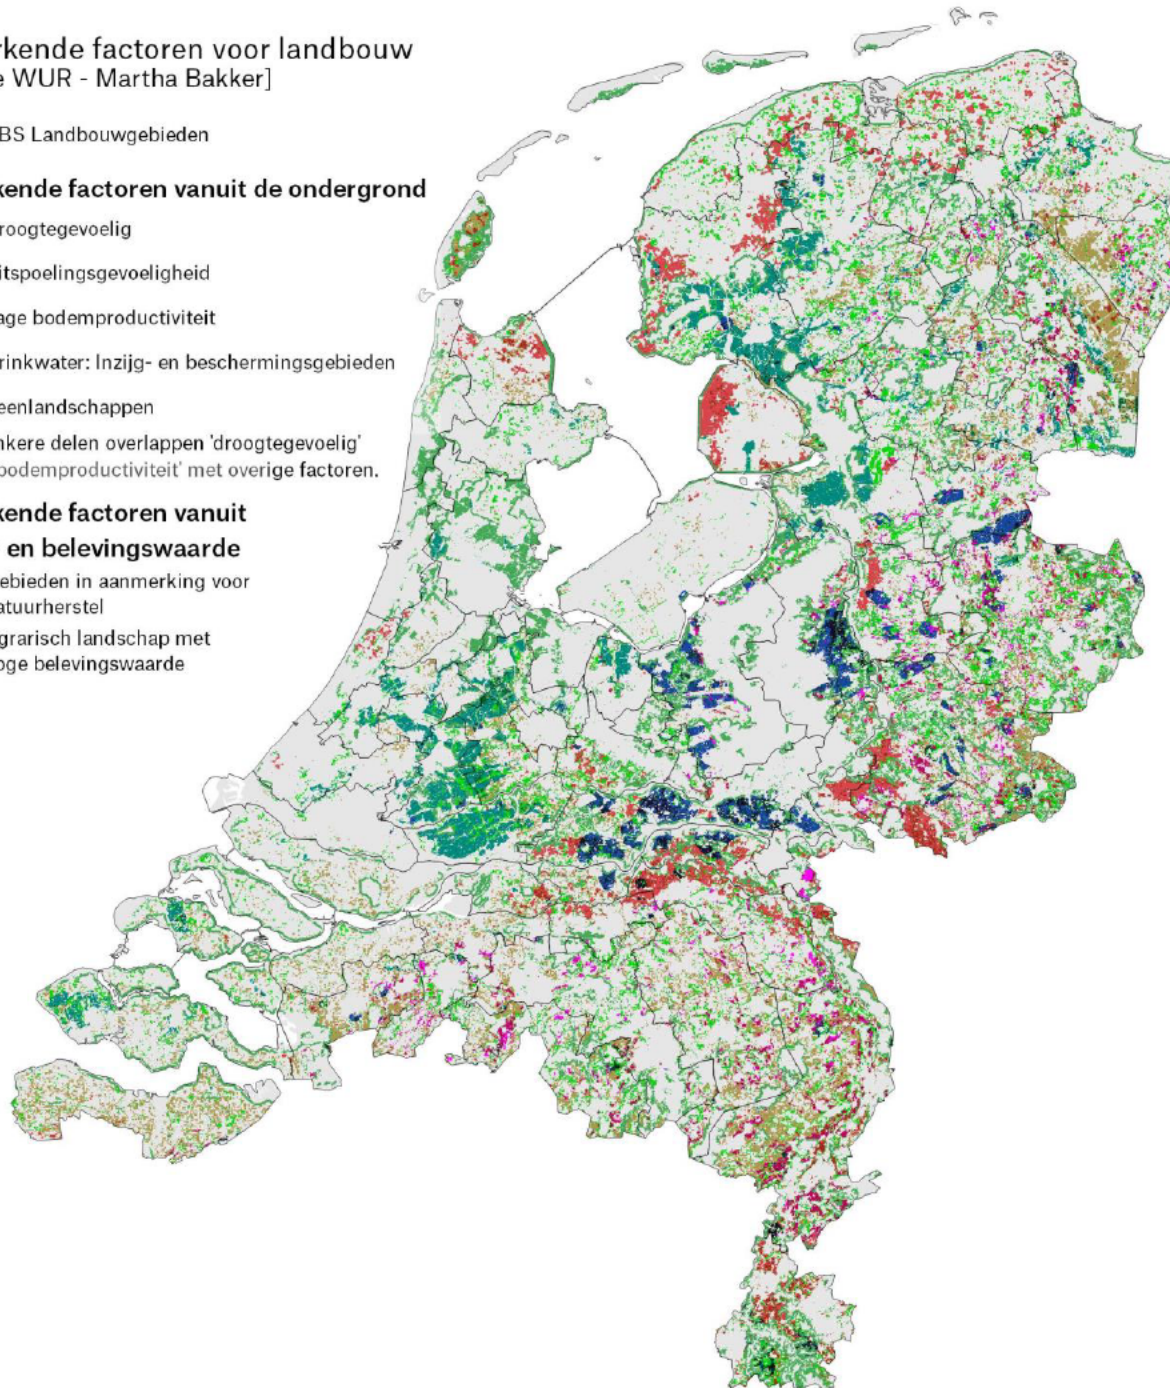 rkende factoren voor landbouw
e WUR - Martha Bakker]
BS Landbouwgebieden
kende factoren vanuit de ondergrond
roogtegevoelig
itspoelingsgevoeligheid
age bodemproductiviteit
rinkwater: Inzijg- en beschermingsgebieden
eenlandschappen
nkere delen overlappen 'droogtegevoelig'
bodemproductiviteit' met overige factoren.
kende factoren vanuit
en belevingswaarde
ebieden in aanmerking voor
atuurherstel
grarisch landschap met
oge belevingswaarde